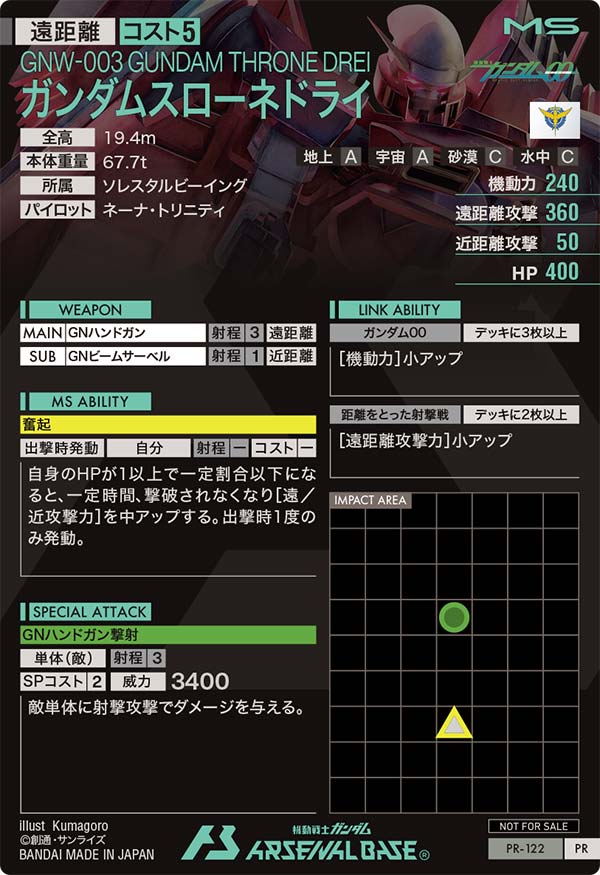 遠距離 コスト5
MS
GNW-003 GUNDAM THRONE DREI
ガンダムスローネドライ
機動戦士ガンダム00
全高 19.4m
本体重量 67.7t
所属 ソレスタルビーイング
パイロット ネーナ・トリニティ
地上 A 宇宙 A 砂漠 C 水中 C
機動力 240
遠距離攻撃 360
近距離攻撃 50
HP 400
WEAPON
MAIN GNハンドガン 射程 3 遠距離
SUB GNビームサーベル 射程 1 近距離
MS ABILITY
奮起
出撃時発動 自分 射程 — コスト —
自身のHPが1以上で一定割合以下にな
ると、一定時間、撃破されなくなり[遠／
近攻撃力]を中アップする。出撃時1度の
み発動。
SPECIAL ATTACK
GNハンドガン撃射
単体(敵) 射程 3
SPコスト 2 威力 3400
敵単体に射撃攻撃でダメージを与える。
LINK ABILITY
ガンダム00 デッキに3枚以上
[機動力]小アップ
距離をとった射撃戦 デッキに2枚以上
[遠距離攻撃力]小アップ
IMPACT AREA
illust Kumagoro
©創通・サンライズ
BANDAI MADE IN JAPAN
機動戦士ガンダム
ARSENAL BASE®
NOT FOR SALE
PR-122 PR